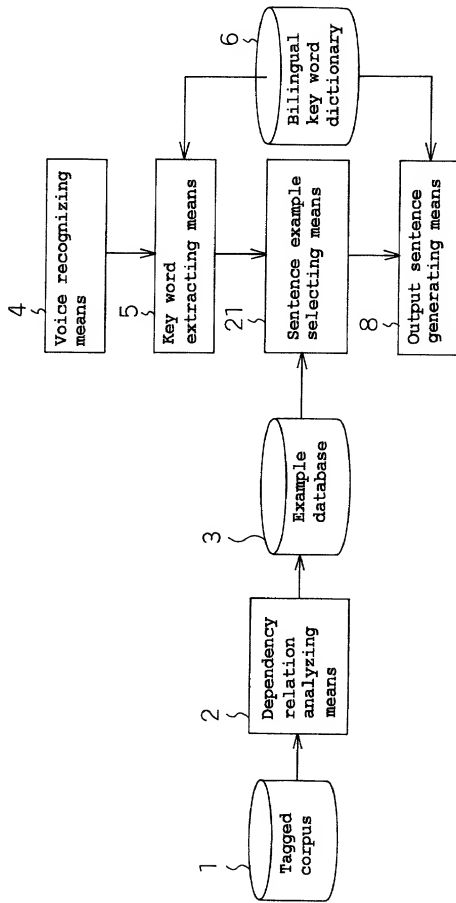 1
Tagged
corpus
2
Dependency
relation
analyzing
means
3
Example
database
4
Voice recognizing
means
5
Key word
extracting means
21
Sentence example
selecting means
8
Output sentence
generating means
6
Bilingual
key word
dictionary